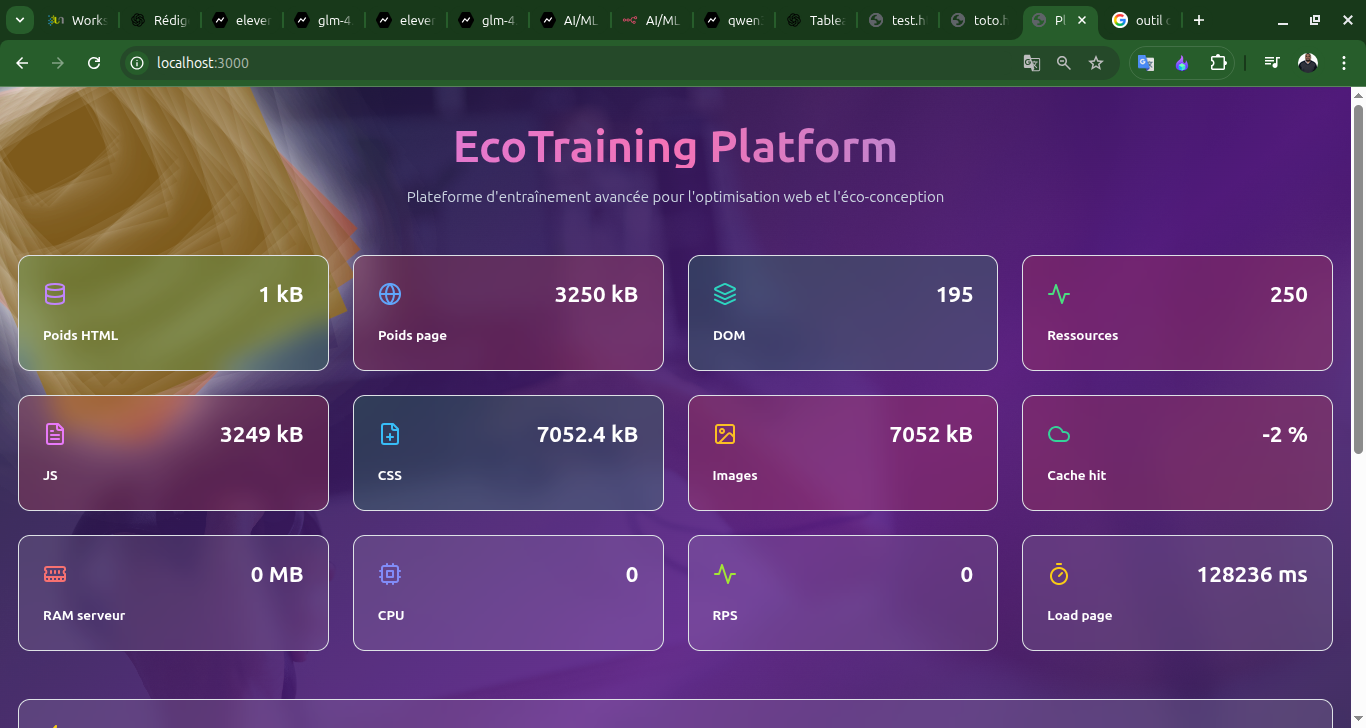 Works
Rédige
elever
glm-4.
elever
glm-4
AI/ML
AI/ML
qwen
Table
test.h
toto.h
Pl
outil
localhost:3000
EcoTraining Platform
Plateforme d'entraînement avancée pour l'optimisation web et l'éco-conception
1 kB
Poids HTML
3250 kB
Poids page
195
DOM
250
Ressources
3249 kB
JS
7052.4 kB
CSS
7052 kB
Images
-2 %
Cache hit
0 MB
RAM serveur
0
CPU
0
RPS
128236 ms
Load page